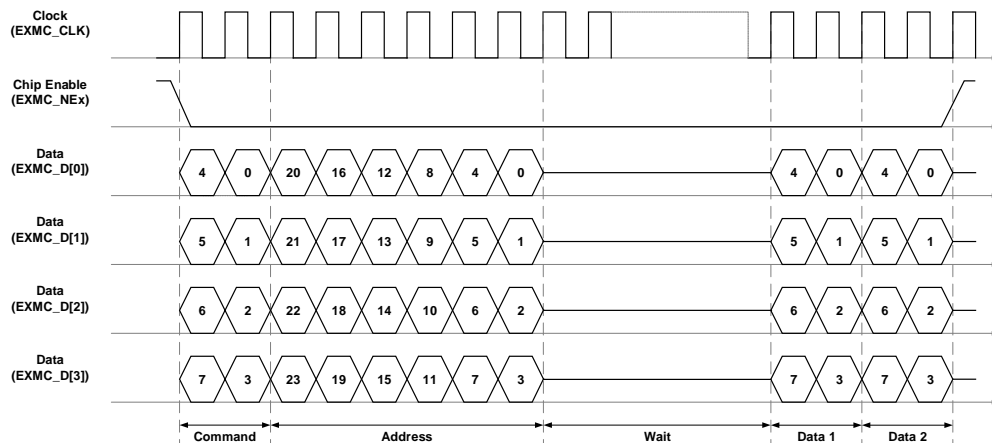 Clock
(EXMC_CLK)
Chip Enable
(EXMC_NEx)
Data
(EXMC_D[0])
4 0 20 16 12 8 4 0 4 0 4 0
Data
(EXMC_D[1])
5 1 21 17 13 9 5 1 5 1 5 1
Data
(EXMC_D[2])
6 2 22 18 14 10 6 2 6 2 6 2
Data
(EXMC_D[3])
7 3 23 19 15 11 7 3 7 3 7 3
Command Address Wait Data 1 Data 2